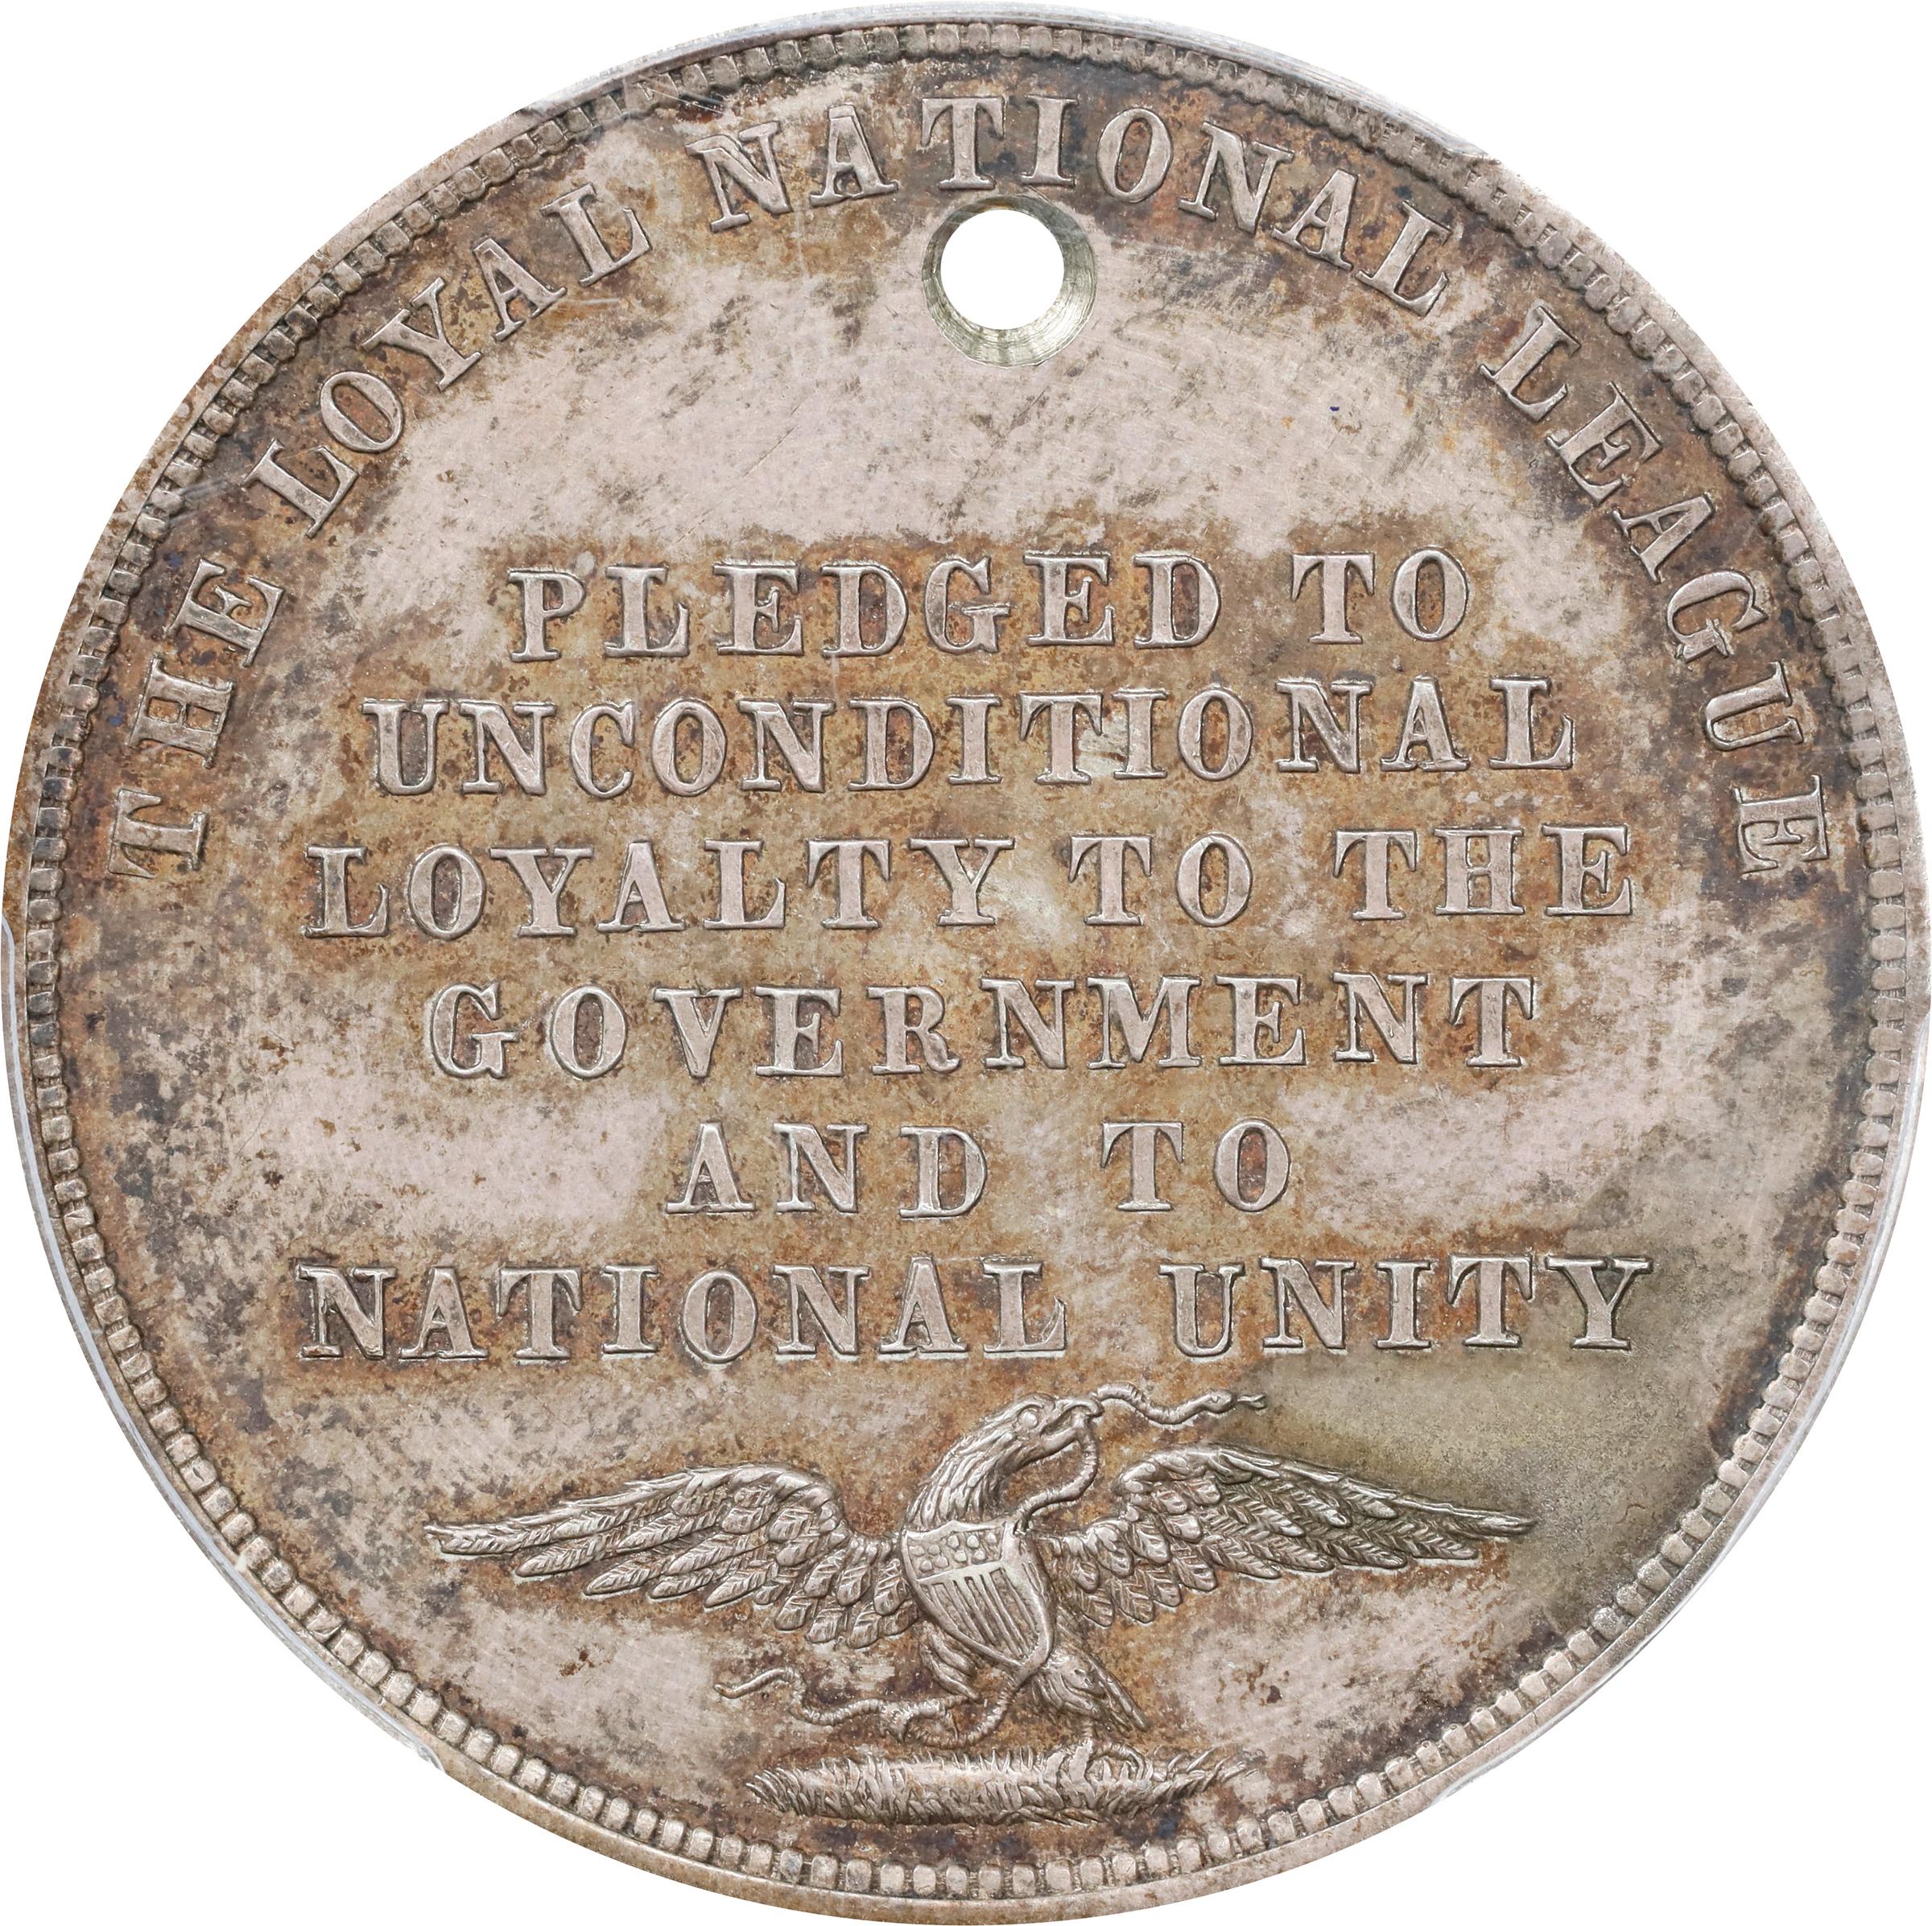 THE LOYAL NATIONAL LEAGUE
PLEDGED TO
UNCONDITIONAL
LOYALTY TO THE
GOVERNMENT
AND TO
NATIONAL UNITY